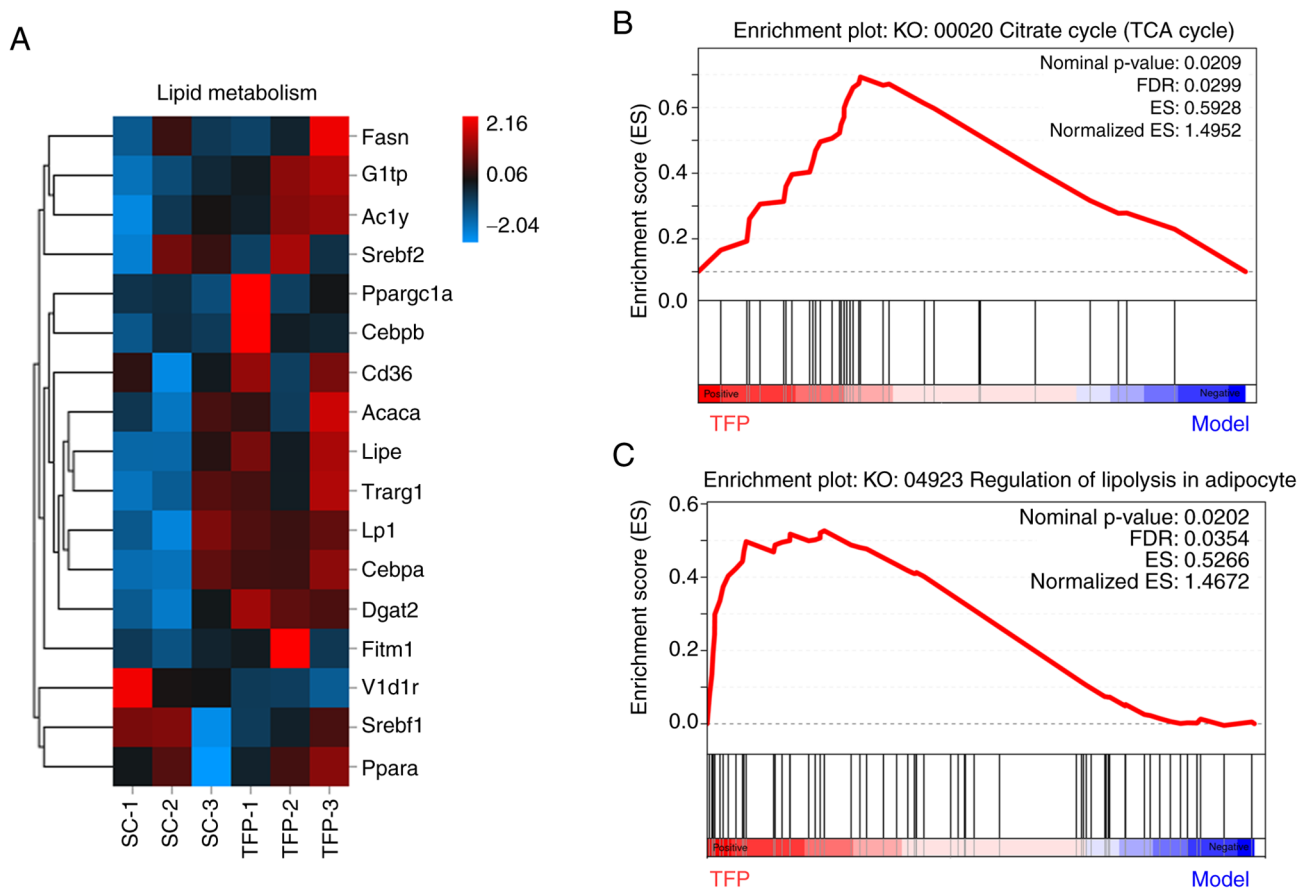 A
Lipid metabolism
2.16
0.06
−2.04
Fasn
G1tp
Ac1y
Srebf2
Ppargc1a
Cebpb
Cd36
Acaca
Lipe
Trarg1
Lp1
Cebpa
Dgat2
Fitm1
V1d1r
Srebf1
Ppara
SC-1
SC-2
SC-3
TFP-1
TFP-2
TFP-3
B
Enrichment plot: KO: 00020 Citrate cycle (TCA cycle)
Nominal p-value: 0.0209
FDR: 0.0299
ES: 0.5928
Normalized ES: 1.4952
Enrichment score (ES)
0.6
0.4
0.2
0.0
Positive
Negative
TFP
Model
C
Enrichment plot: KO: 04923 Regulation of lipolysis in adipocyte
Nominal p-value: 0.0202
FDR: 0.0354
ES: 0.5266
Normalized ES: 1.4672
Enrichment score (ES)
0.6
0.4
0.2
0.0
Positive
Negative
TFP
Model